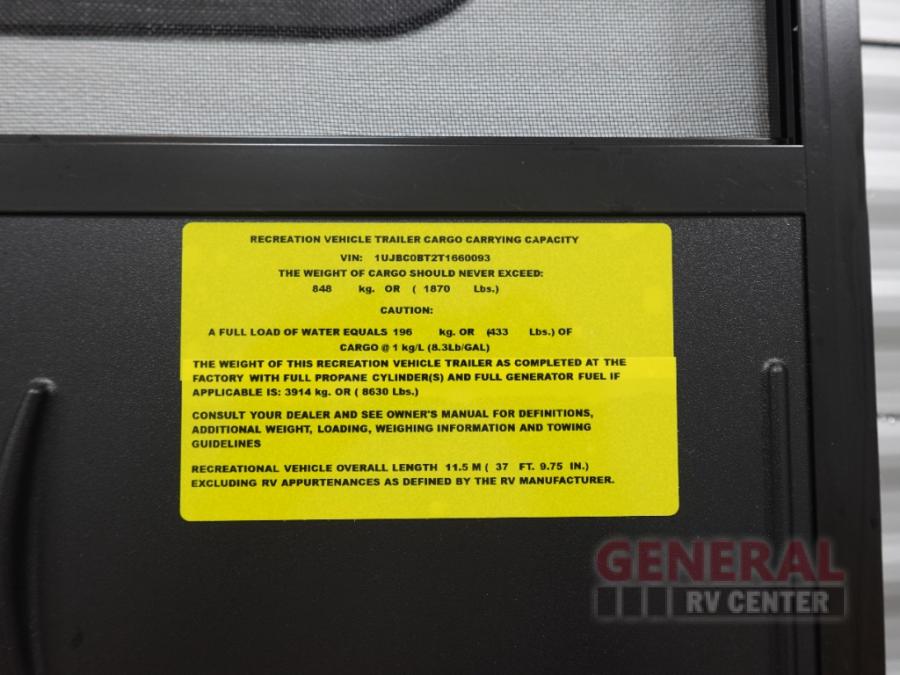 RECREATION VEHICLE TRAILER CARGO CARRYING CAPACITY
VIN: 1UJBC0BT2T1660093
THE WEIGHT OF CARGO SHOULD NEVER EXCEED:
848 kg. OR ( 1870 Lbs.)
CAUTION:
A FULL LOAD OF WATER EQUALS 196 kg. OR (433 Lbs.) OF
CARGO @ 1 kg/L (8.3Lb/GAL)
THE WEIGHT OF THIS RECREATION VEHICLE TRAILER AS COMPLETED AT THE
FACTORY WITH FULL PROPANE CYLINDER(S) AND FULL GENERATOR FUEL IF
APPLICABLE IS: 3914 kg. OR ( 8630 Lbs.)
CONSULT YOUR DEALER AND SEE OWNER'S MANUAL FOR DEFINITIONS,
ADDITIONAL WEIGHT, LOADING, WEIGHING INFORMATION AND TOWING
GUIDELINES
RECREATIONAL VEHICLE OVERALL LENGTH 11.5 M ( 37 FT. 9.75 IN.)
EXCLUDING RV APPURTENANCES AS DEFINED BY THE RV MANUFACTURER.
GENERAL
RV CENTER